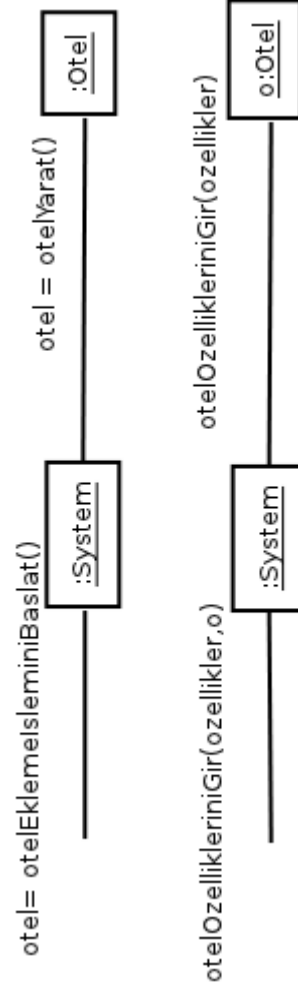 otel= otelEklemeIsleminiBaslat()
:System
otel = otelYarat()
:Otel
otelOzellikleriniGir(ozellikler,o)
:System
otelOzellikleriniGir(ozellikler)
o:Otel